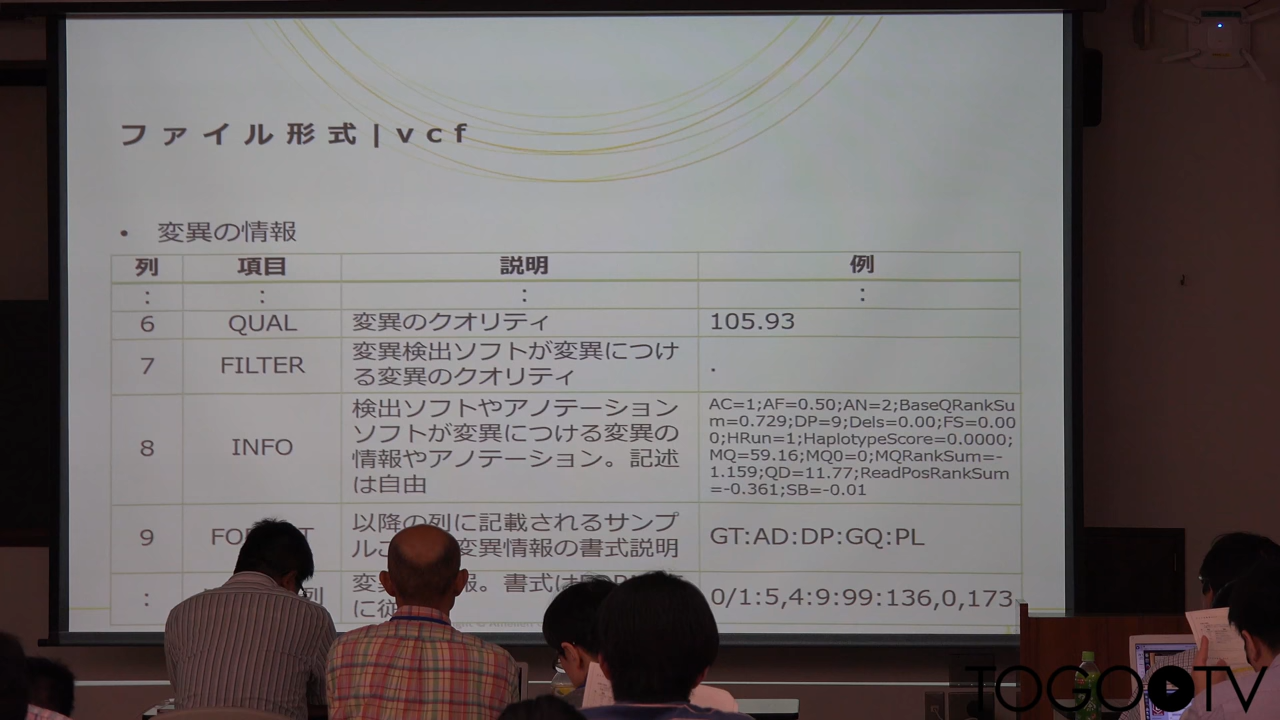 ファイル形式|vcf
• 変異の情報
列 項目 説明 例
: : : :
6 QUAL 変異のクオリティ 105.93
7 FILTER 変異検出ソフトが変異につけ
る変異のクオリティ .
8 INFO 検出ソフトやアノテーション
ソフトが変異につける変異の
情報やアノテーション。記述
は自由
AC=1;AF=0.50;AN=2;BaseQRankSu
m=0.729;DP=9;Dels=0.00;FS=0.00
0;HRun=1;HaplotypeScore=0.0000;
MQ=59.16;MQ0=0;MQRankSum=-
1.159;QD=11.77;ReadPosRankSum
=-0.361;SB=-0.01
9 以降の列に記載されるサンプ
変異情報の書式説明 GT:AD:DP:GQ:PL
: 列 書式は
0/1:5,4:9:99:136,0,173
TOGO TV